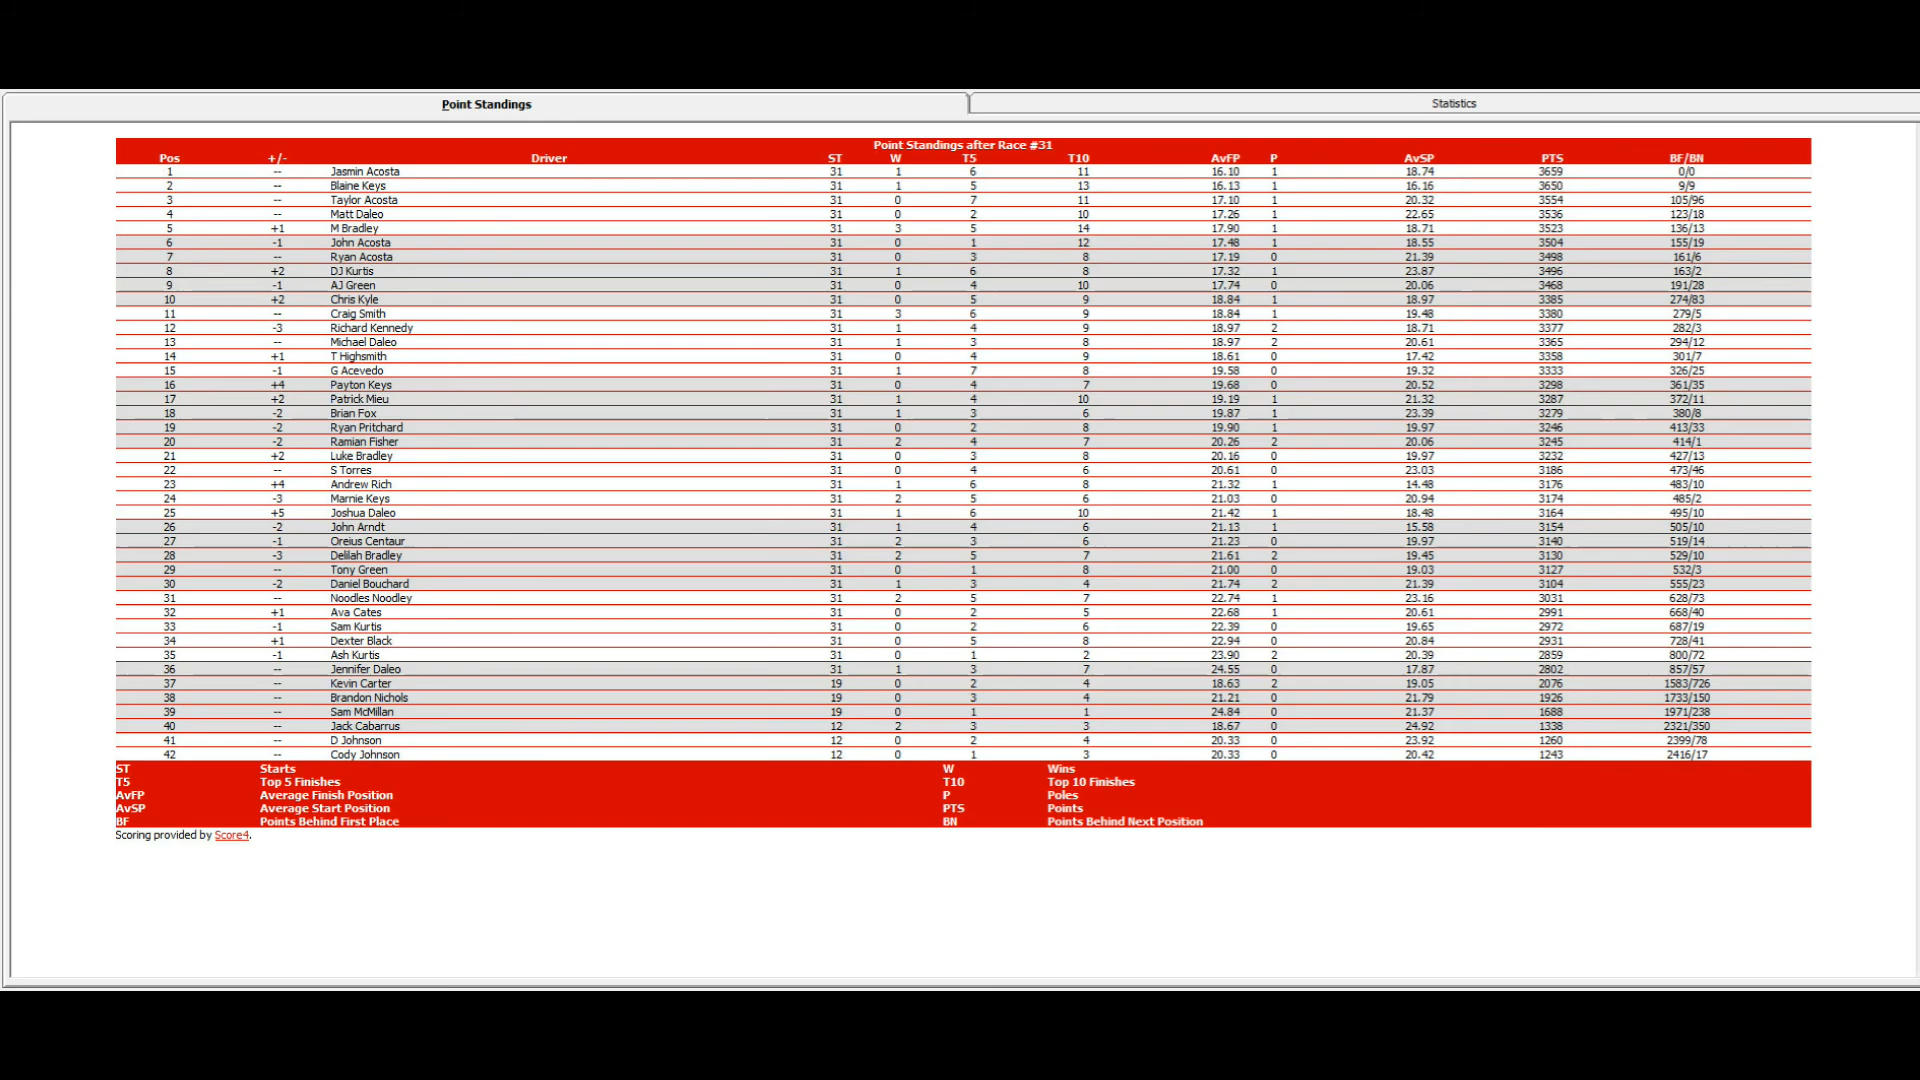 Point Standings Statistics
Point Standings after Race #31
Pos +/- Driver ST W T5 T10 AvFP P AvSP PTS BF/BN
1 -- Jasmin Acosta 31 1 6 11 16.10 1 18.74 3659 0/0
2 -- Blaine Keys 31 1 5 13 16.13 1 16.16 3650 9/9
3 -- Taylor Acosta 31 0 7 11 17.10 1 20.32 3554 105/96
4 -- Matt Daleo 31 0 2 10 17.26 1 22.65 3536 123/18
5 +1 M Bradley 31 3 5 14 17.90 1 18.71 3523 136/13
6 -1 John Acosta 31 0 1 12 17.48 1 18.55 3504 155/19
7 -- Ryan Acosta 31 0 3 8 17.19 0 21.39 3498 161/6
8 +2 DJ Kurtis 31 1 6 8 17.32 1 23.87 3496 163/2
9 -1 AJ Green 31 0 4 10 17.74 0 20.06 3468 191/28
10 +2 Chris Kyle 31 0 5 9 18.84 1 18.97 3385 274/83
11 -- Craig Smith 31 3 6 9 18.84 1 19.48 3380 279/5
12 -3 Richard Kennedy 31 1 4 9 18.97 2 18.71 3377 282/3
13 -- Michael Daleo 31 1 3 8 18.97 2 20.61 3365 294/12
14 +1 T Highsmith 31 0 4 9 18.61 0 17.42 3358 301/7
15 -1 G Acevedo 31 1 7 8 19.58 0 19.32 3333 326/25
16 +4 Payton Keys 31 0 4 7 19.68 0 20.52 3298 361/35
17 +2 Patrick Mieu 31 1 4 10 19.19 1 21.32 3287 372/11
18 -2 Brian Fox 31 1 3 6 19.87 1 23.39 3279 380/8
19 -2 Ryan Pritchard 31 0 2 8 19.90 1 19.97 3246 413/33
20 -2 Ramian Fisher 31 2 4 7 20.26 2 20.06 3245 414/1
21 +2 Luke Bradley 31 0 3 8 20.16 0 19.97 3232 427/13
22 -- S Torres 31 0 4 6 20.61 0 23.03 3186 473/46
23 +4 Andrew Rich 31 1 6 8 21.32 1 14.48 3176 483/10
24 -3 Marnie Keys 31 2 5 6 21.03 0 20.94 3174 485/2
25 +5 Joshua Daleo 31 1 6 10 21.42 1 18.48 3164 495/10
26 -2 John Arndt 31 1 4 6 21.13 1 15.58 3154 505/10
27 -1 Oreius Centaur 31 2 3 6 21.23 0 19.97 3140 519/14
28 -3 Delilah Bradley 31 2 5 7 21.61 2 19.45 3130 529/10
29 -- Tony Green 31 0 1 8 21.00 0 19.03 3127 532/3
30 -2 Daniel Bouchard 31 1 3 4 21.74 2 21.39 3104 555/23
31 -- Noodles Noodley 31 2 5 7 22.74 1 23.16 3031 628/73
32 +1 Ava Cates 31 0 2 5 22.68 1 20.61 2991 668/40
33 -1 Sam Kurtis 31 0 2 6 22.39 0 19.65 2972 687/19
34 +1 Dexter Black 31 0 5 8 22.94 0 20.84 2931 728/41
35 -1 Ash Kurtis 31 0 1 2 23.90 2 20.39 2859 800/72
36 -- Jennifer Daleo 31 1 3 7 24.55 0 17.87 2802 857/57
37 -- Kevin Carter 19 0 2 4 18.63 2 19.05 2076 1583/726
38 -- Brandon Nichols 19 0 3 4 21.21 0 21.79 1926 1733/150
39 -- Sam McMillan 19 0 1 1 24.84 0 21.37 1688 1971/238
40 -- Jack Cabarrus 12 2 3 3 18.67 0 24.92 1338 2321/350
41 -- D Johnson 12 0 2 4 20.33 0 23.92 1260 2399/78
42 -- Cody Johnson 12 0 1 3 20.33 0 20.42 1243 2416/17
ST Starts W Wins
T5 Top 5 Finishes T10 Top 10 Finishes
AvFP Average Finish Position P Poles
AvSP Average Start Position PTS Points
BF Points Behind First Place BN Points Behind Next Position
Scoring provided by Score4.